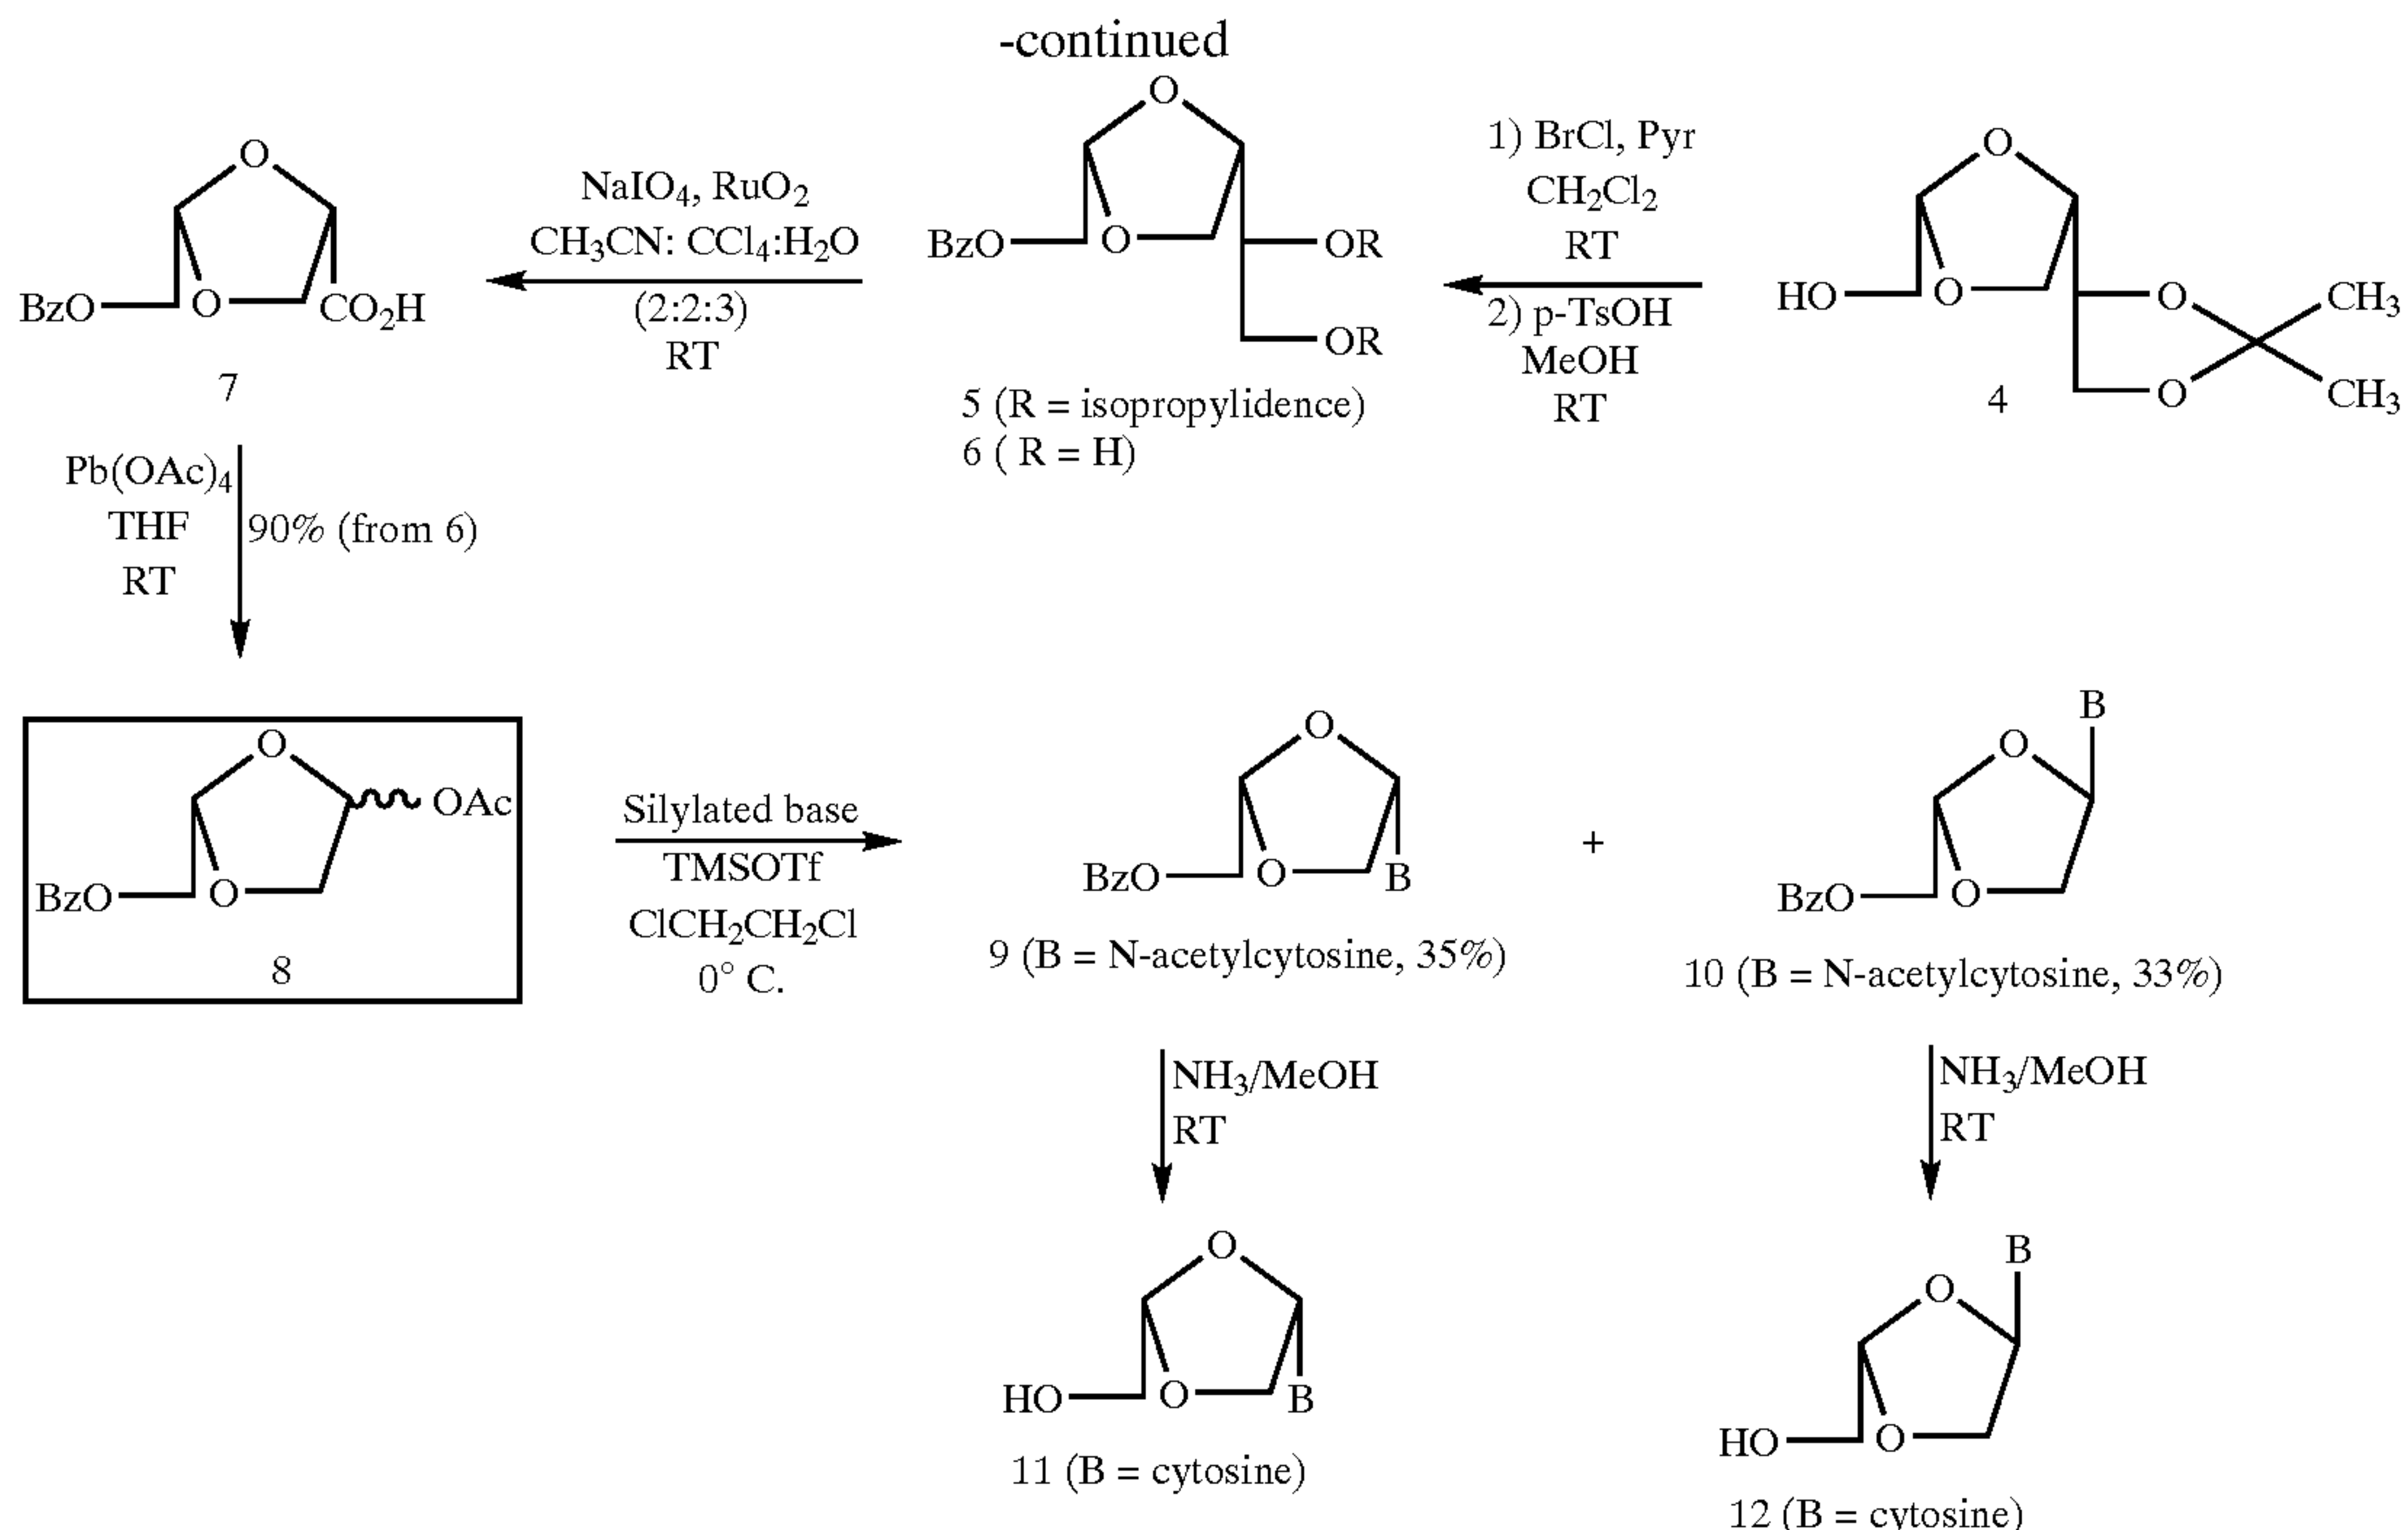 -continued
O
BzO
O
CO2H
7
NaIO4, RuO2
CH3CN: CCl4:H2O
(2:2:3)
RT
O
BzO
O
OR
OR
5 (R = isopropylidence)
6 ( R = H)
1) BrCl, Pyr
CH2Cl2
RT
2) p-TsOH
MeOH
RT
O
HO
O
O
CH3
O
CH3
4
Pb(OAc)4
THF
RT
90% (from 6)
O
OAc
BzO
O
8
Silylated base
TMSOTf
ClCH2CH2Cl
0° C.
O
BzO
O
B
9 (B = N-acetylcytosine, 35%)
+
B
O
BzO
O
10 (B = N-acetylcytosine, 33%)
NH3/MeOH
RT
NH3/MeOH
RT
O
HO
O
B
11 (B = cytosine)
B
O
HO
O
12 (B = cytosine)